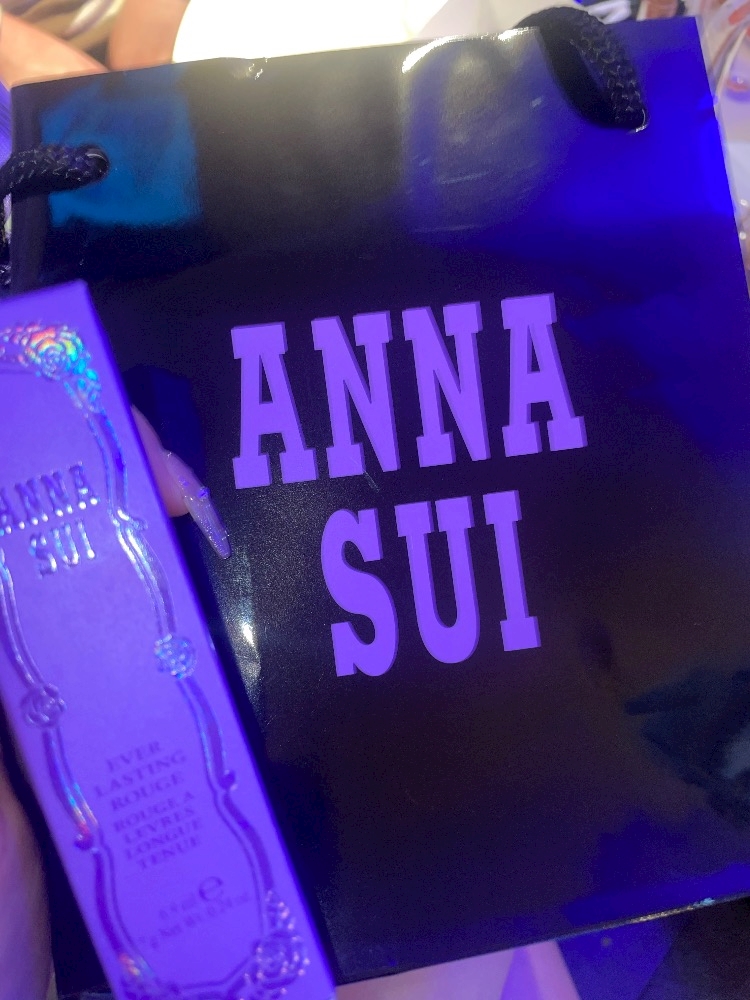 ANNA
SUI
ANNA
SUI
EVER
LASTING
ROUGE
ROUGE A
LEVRES
LONGUE
TENUE